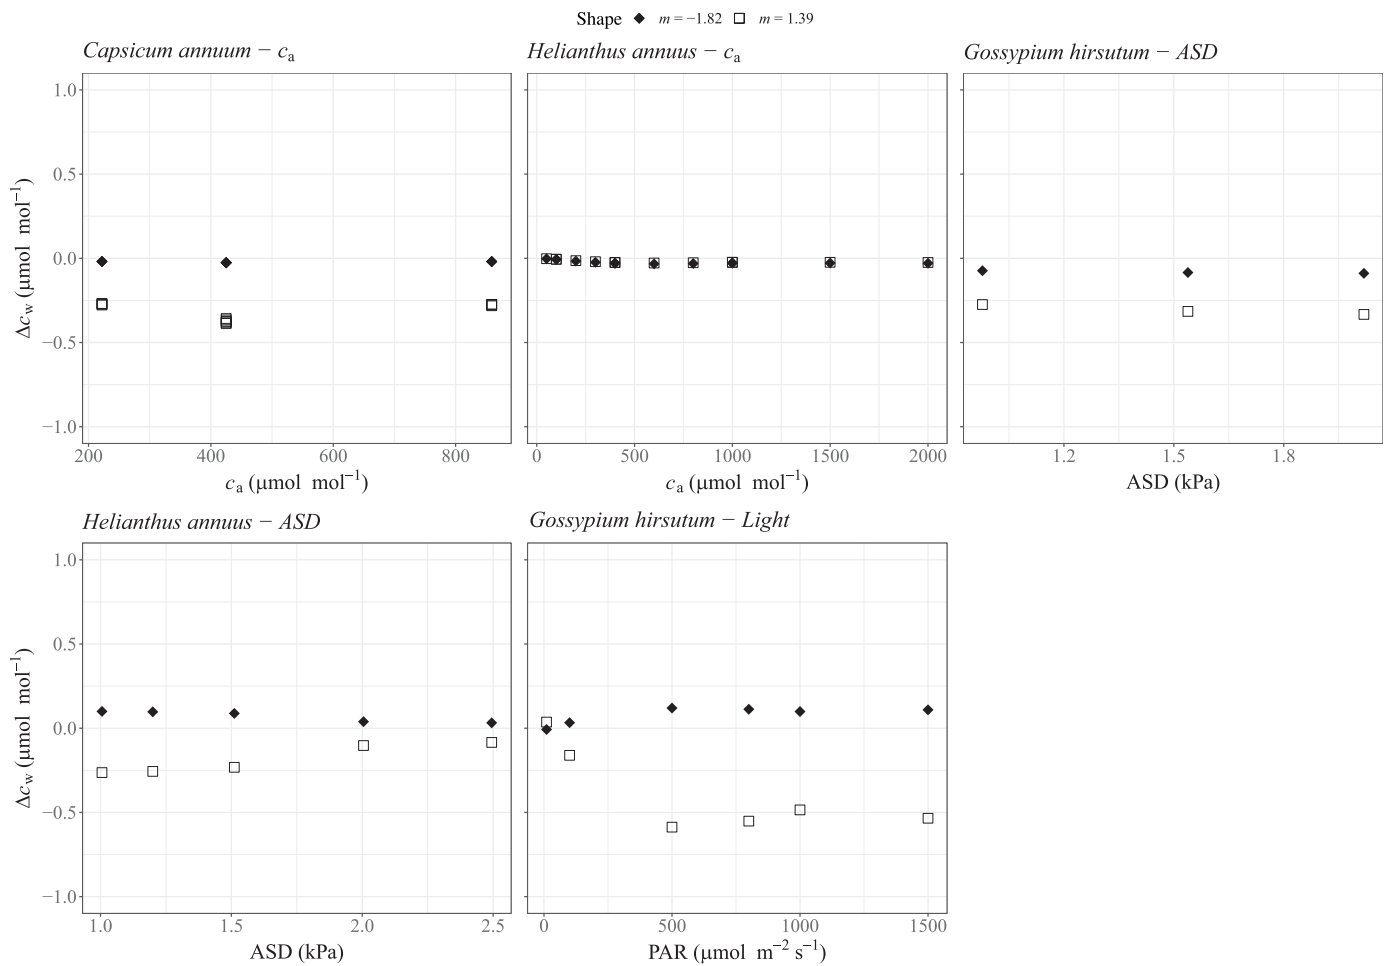 Shape ◆ m = −1.82 □ m = 1.39
Capsicum annuum − cₐ
Helianthus annuus − cₐ
Gossypium hirsutum − ASD
1.0
0.5
0.0
−0.5
−1.0
Δc_w (μmol mol⁻¹)
200 400 600 800
0 500 1000 1500 2000
1.2 1.5 1.8
cₐ (μmol mol⁻¹)
cₐ (μmol mol⁻¹)
ASD (kPa)
Helianthus annuus − ASD
Gossypium hirsutum − Light
1.0
0.5
0.0
−0.5
−1.0
Δc_w (μmol mol⁻¹)
1.0 1.5 2.0 2.5
0 500 1000 1500
ASD (kPa)
PAR (μmol m⁻² s⁻¹)